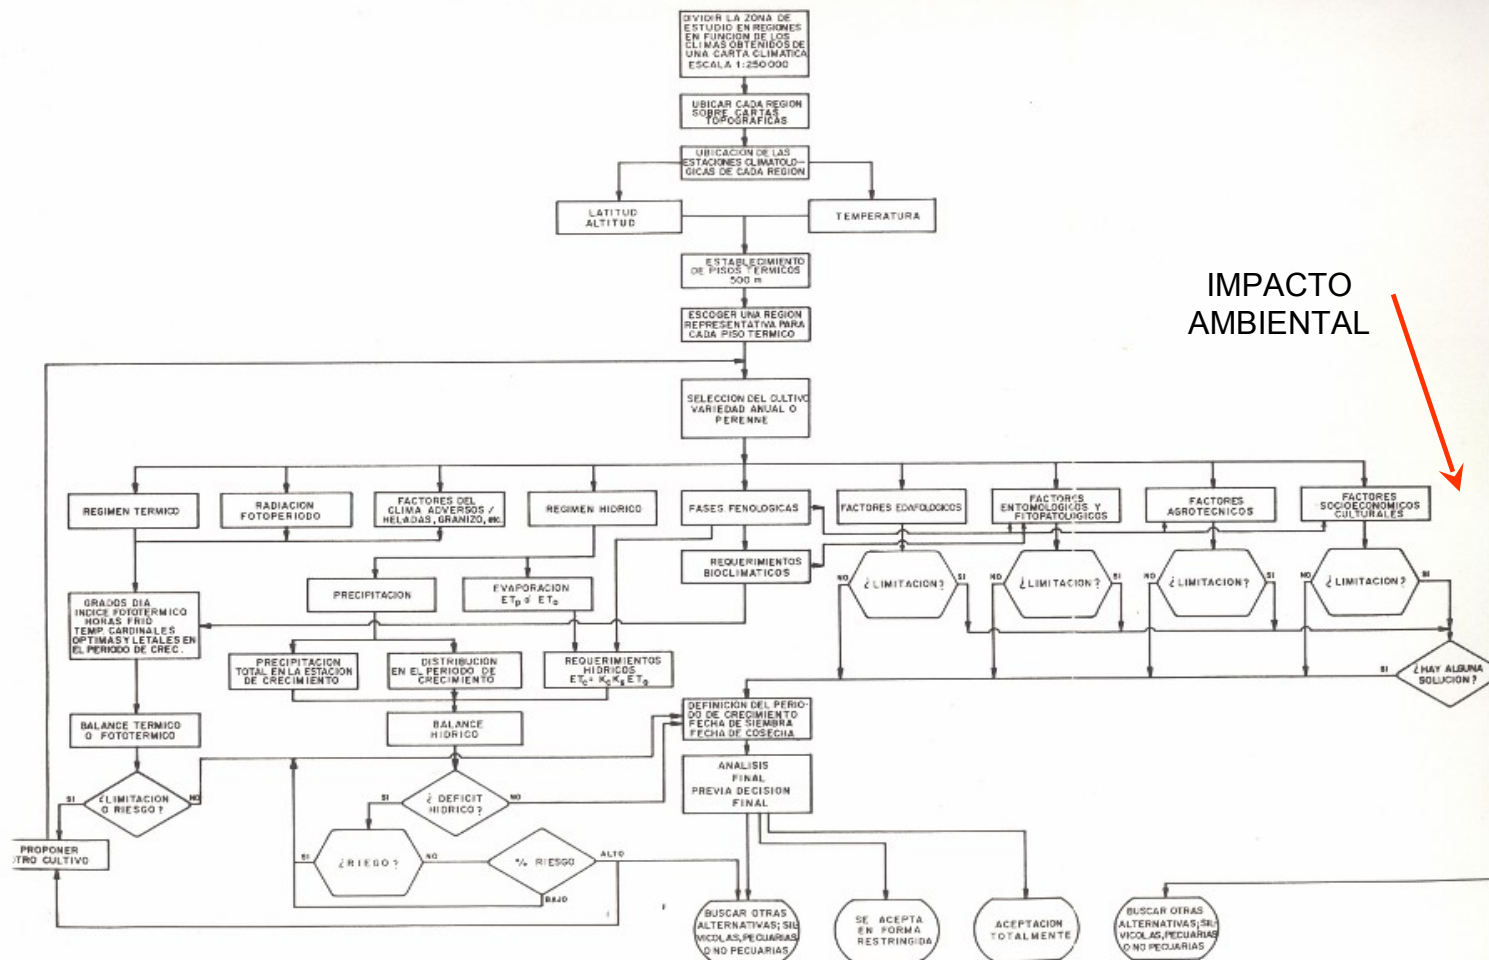 DIVIDIR LA ZONA DE
ESTUDIO EN REGIONES
EN FUNCION DE LOS
CLIMAS OBTENIDOS DE
UNA CARTA CLIMATICA
ESCALA 1:250000
UBICAR CADA REGION
SOBRE CARTAS
TOPOGRAFICAS
UBICACION DE LAS
ESTACIONES CLIMATOLO-
GICAS DE CADA REGION
LATITUD
ALTITUD
TEMPERATURA
ESTABLECIMIENTO
DE PISOS TERMICOS
500 m
IMPACTO
AMBIENTAL
ESCOGER UNA REGION
REPRESENTATIVA PARA
CADA PISO TERMICO
SELECCION DEL CULTIVO
VARIEDAD ANUAL O
PERENNE
REGIMEN TERMICO
RADIACION
FOTOPERIODO
FACTORES DEL
CLIMA ADVERSOS /
HELADAS, GRANIZO, etc.
REGIMEN HIDRICO
FASES FENOLOGICAS
FACTORES EDAFOLOGICOS
FACTORES
ENTOMOLOGICOS Y
FITOPATOLOGICOS
FACTORES
AGROTECNICOS
FACTORES
SOCIOECONOMICOS
CULTURALES
REQUERIMIENTOS
BIOCLIMATICOS
NO
¿LIMITACION?
SI
NO
¿LIMITACION?
SI
NO
¿LIMITACION?
SI
NO
¿LIMITACION?
SI
GRADOS DIA
INDICE FOTOTERMICO
HORAS FRIO
TEMP. CARDINALES
OPTIMAS Y LETALES EN
EL PERIODO DE CREC.
PRECIPITACION
EVAPORACION
ETp o ETo
PRECIPITACION
TOTAL EN LA ESTACION
DE CRECIMIENTO
DISTRIBUCION
EN EL PERIODO DE
CRECIMIENTO
REQUERIMIENTOS
HIDRICOS
SI
¿HAY ALGUNA
SOLUCION?
BALANCE TERMICO
O FOTOTERMICO
BALANCE
HIDRICO
DEFINICION DEL PERIO-
DO DE CRECIMIENTO
FECHA DE SIEMBRA
FECHA DE COSECHA
ANALISIS
FINAL
PREVIA DECISION
FINAL
SI
¿LIMITACION
O RIESGO?
NO
SI
¿DEFICIT
HIDRICO?
NO
PROPONER
OTRO CULTIVO
SI
¿RIEGO?
NO
% RIESGO
ALTO
BAJO
BUSCAR OTRAS
ALTERNATIVAS; SIL-
VICOLAS, PECUARIAS
O NO PECUARIAS
SE ACEPTA
EN FORMA
RESTRINGIDA
ACEPTACION
TOTALMENTE
BUSCAR OTRAS
ALTERNATIVAS; SIL-
VICOLAS, PECUARIAS
O NO PECUARIAS